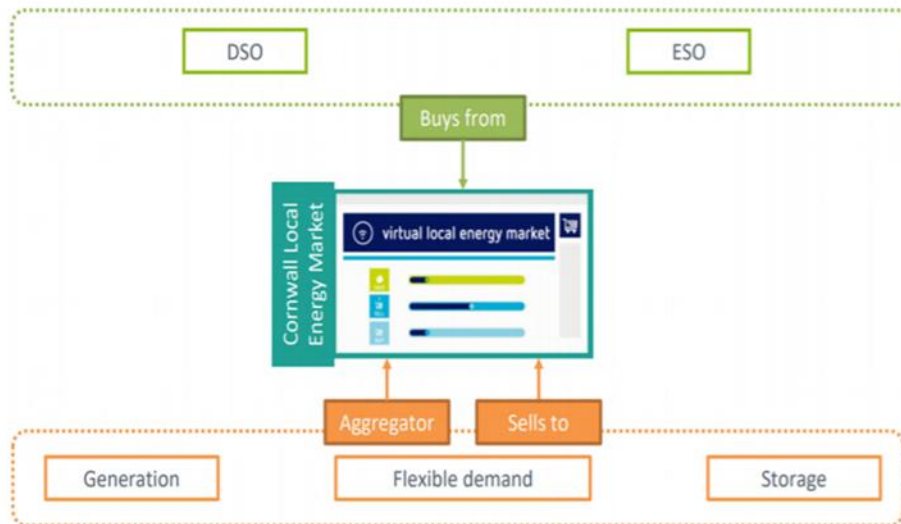 DSO
ESO
Buys from
Cornwall Local
Energy Market
virtual local energy market
Aggregator
Sells to
Generation
Flexible demand
Storage